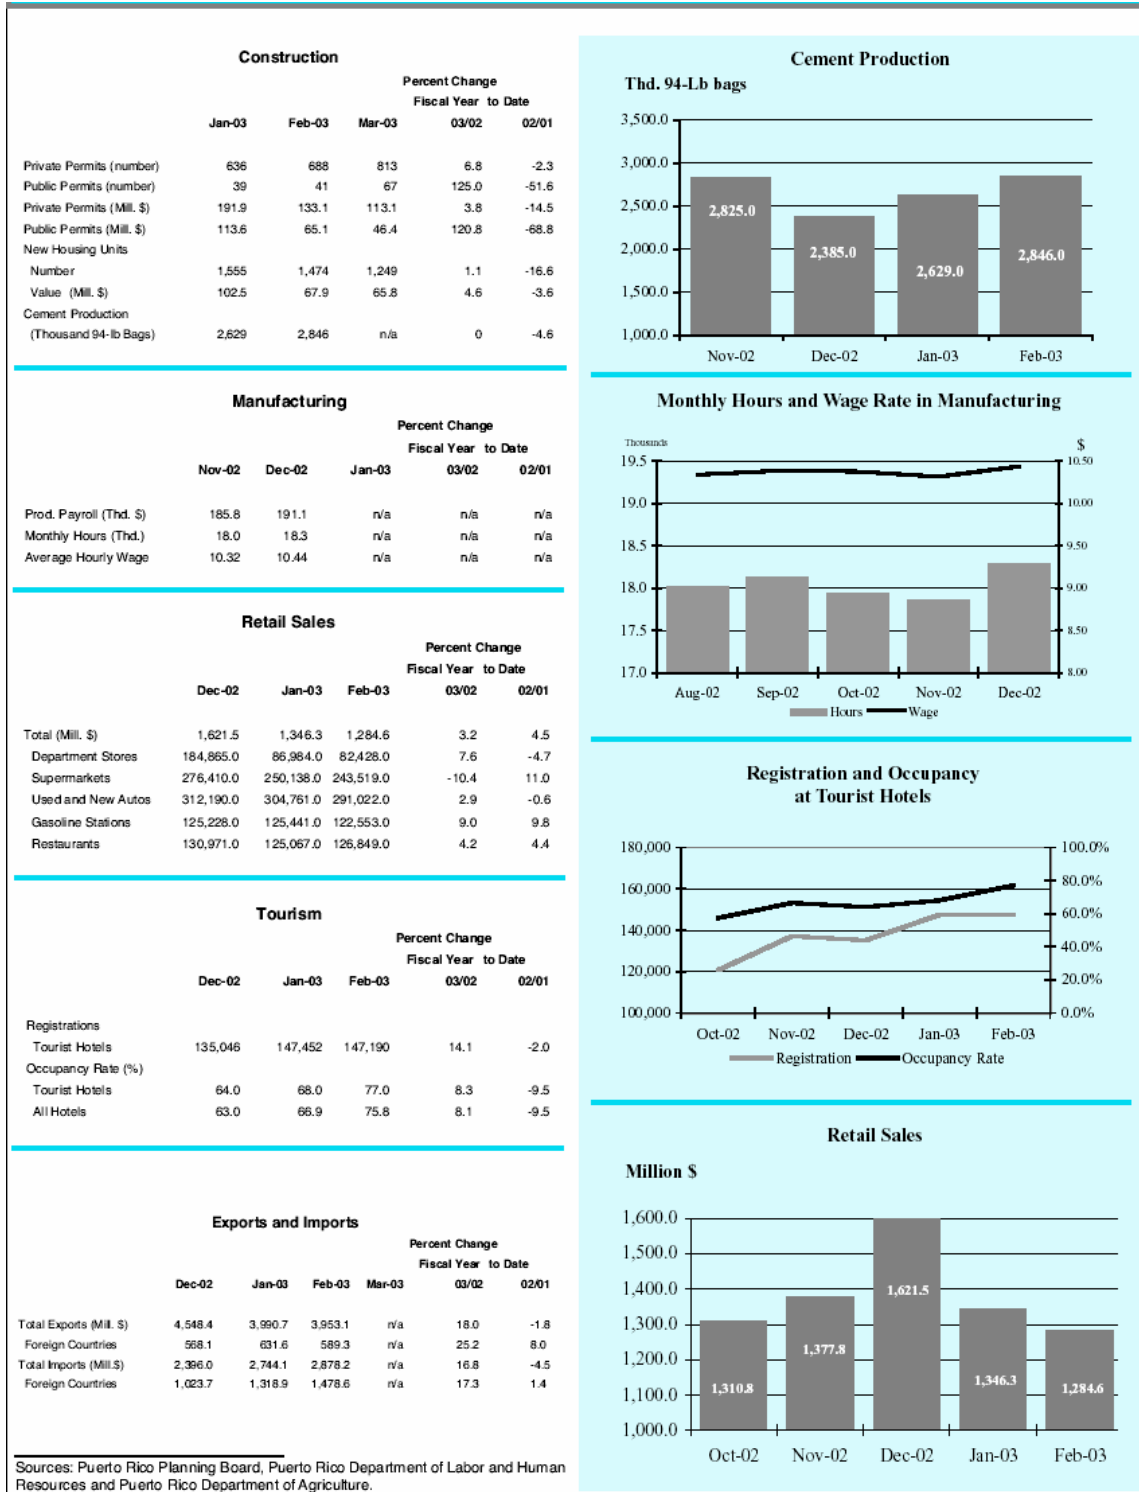 Construction
Percent Change
Fiscal Year to Date
Jan-03 Feb-03 Mar-03 03/02 02/01
Private Permits (number) 636 688 813 6.8 -2.3
Public Permits (number) 39 41 67 125.0 -51.6
Private Permits (Mill. $) 191.9 133.1 113.1 3.8 -14.5
Public Permits (Mill. $) 113.6 65.1 46.4 120.8 -68.8
New Housing Units
Number 1,555 1,474 1,249 1.1 -16.6
Value (Mill. $) 102.5 67.9 65.8 4.6 -3.6
Cement Production
(Thousand 94-lb Bags) 2,629 2,846 n/a 0 -4.6
Manufacturing
Percent Change
Fiscal Year to Date
Nov-02 Dec-02 Jan-03 03/02 02/01
Prod. Payroll (Thd. $) 185.8 191.1 n/a n/a n/a
Monthly Hours (Thd.) 18.0 18.3 n/a n/a n/a
Average Hourly Wage 10.32 10.44 n/a n/a n/a
Retail Sales
Percent Change
Fiscal Year to Date
Dec-02 Jan-03 Feb-03 03/02 02/01
Total (Mill. $) 1,621.5 1,346.3 1,284.6 3.2 4.5
Department Stores 184,865.0 86,984.0 82,428.0 7.6 -4.7
Supermarkets 276,410.0 250,138.0 243,519.0 -10.4 11.0
Used and New Autos 312,190.0 304,761.0 291,022.0 2.9 -0.6
Gasoline Stations 125,228.0 125,441.0 122,553.0 9.0 9.8
Restaurants 130,971.0 125,067.0 126,849.0 4.2 4.4
Tourism
Percent Change
Fiscal Year to Date
Dec-02 Jan-03 Feb-03 03/02 02/01
Registrations
Tourist Hotels 135,046 147,452 147,190 14.1 -2.0
Occupancy Rate (%)
Tourist Hotels 64.0 68.0 77.0 8.3 -9.5
All Hotels 63.0 66.9 75.8 8.1 -9.5
Exports and Imports
Percent Change
Fiscal Year to Date
Dec-02 Jan-03 Feb-03 Mar-03 03/02 02/01
Total Exports (Mill. $) 4,548.4 3,990.7 3,953.1 n/a 18.0 -1.8
Foreign Countries 568.1 631.6 589.3 n/a 25.2 8.0
Total Imports (Mill.$) 2,396.0 2,744.1 2,878.2 n/a 16.8 -4.5
Foreign Countries 1,023.7 1,318.9 1,478.6 n/a 17.3 1.4
Sources: Puerto Rico Planning Board, Puerto Rico Department of Labor and Human
Resources and Puerto Rico Department of Agriculture.
Cement Production
Thd. 94-Lb bags
3,500.0
3,000.0
2,500.0
2,000.0
1,500.0
1,000.0
2,825.0 2,385.0 2,629.0 2,846.0
Nov-02 Dec-02 Jan-03 Feb-03
Monthly Hours and Wage Rate in Manufacturing
Thousands $
19.5 10.50
19.0 10.00
18.5 9.50
18.0 9.00
17.5 8.50
17.0 8.00
Aug-02 Sep-02 Oct-02 Nov-02 Dec-02
Hours Wage
Registration and Occupancy
at Tourist Hotels
180,000 100.0%
160,000 80.0%
140,000 60.0%
120,000 40.0%
100,000 20.0%
0.0%
Oct-02 Nov-02 Dec-02 Jan-03 Feb-03
Registration Occupancy Rate
Retail Sales
Million $
1,600.0
1,500.0
1,400.0
1,300.0
1,200.0
1,100.0
1,000.0
1,310.8 1,377.8 1,621.5 1,346.3 1,284.6
Oct-02 Nov-02 Dec-02 Jan-03 Feb-03